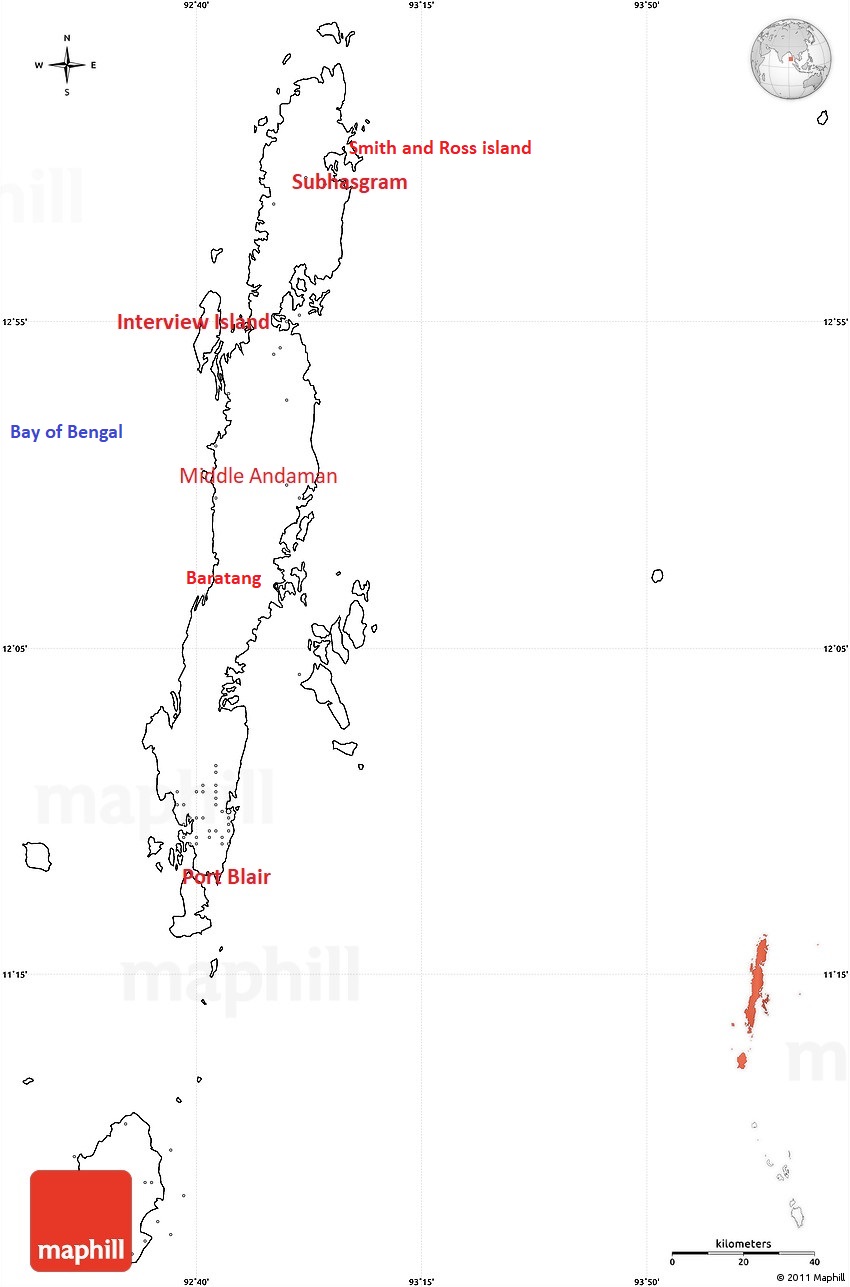 92°40' 93°15' 93°50'
N
W E
S
Smith and Ross island
Subhasgram
hill
Interview Island
12°55' 12°55'
Bay of Bengal
Middle Andaman
Baratang
12°05' 12°05'
maphill
Port Blair
maphill
11°15' 11°15'
m
maphill
kilometers
0 20 40
92°40' 93°15' 93°50'
© 2011 Maphill